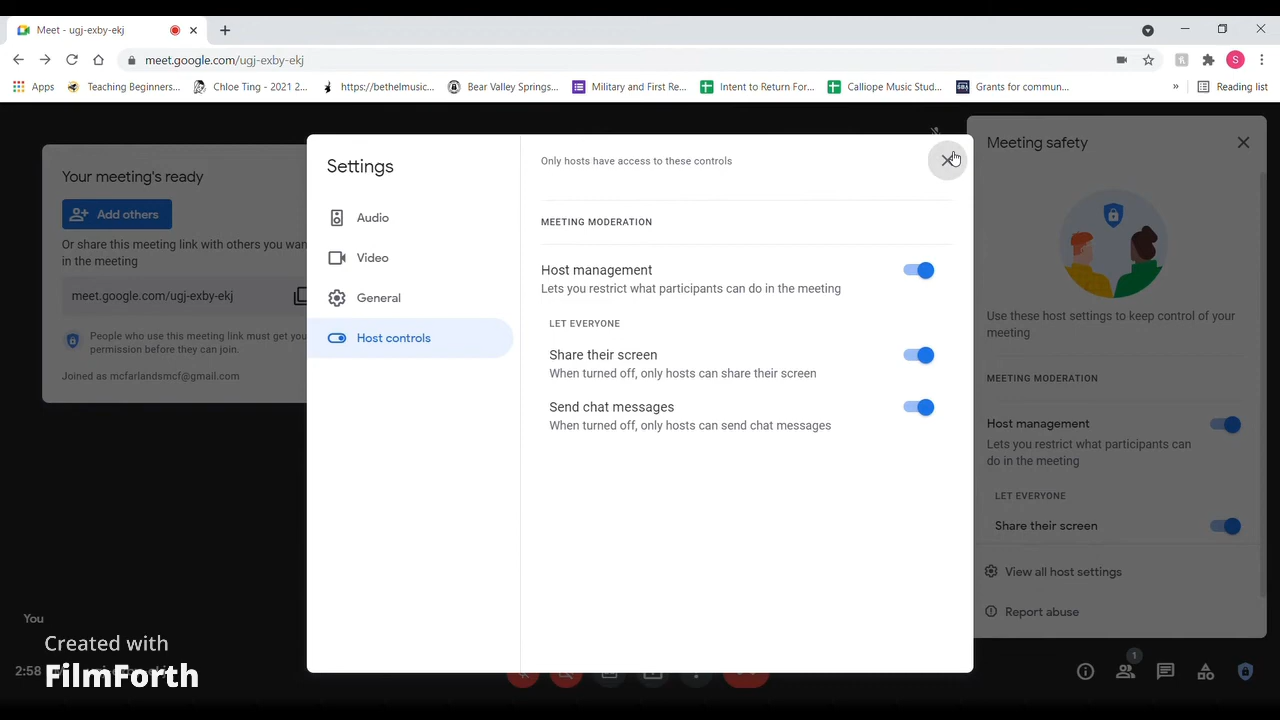 Meet - ugj-exby-ekj
meet.google.com/ugj-exby-ekj
S
Apps
Teaching beginners...
Chloe Ting - 2021 2...
https://bethelmusic...
Bear Valley Springs...
Military and First Re...
Intent to Return For...
Calliope Music Stud...
Grants for commun...
»
Reading list
Your meeting's ready
Add others
Or share this meeting link with others you wan
in the meeting
meet.google.com/ugj-exby-ekj
People who use this meeting link must get you
permission before they can join.
Joined as mcfarlandsmcf@gmail.com
Settings
Audio
Video
General
Host controls
Only hosts have access to these controls
MEETING MODERATION
Host management
Lets you restrict what participants can do in the meeting
LET EVERYONE
Share their screen
When turned off, only hosts can share their screen
Send chat messages
When turned off, only hosts can send chat messages
Meeting safety
Use these host settings to keep control of your
meeting
MEETING MODERATION
Host management
Lets you restrict what participants can
do in the meeting
LET EVERYONE
Share their screen
View all host settings
Report abuse
You
Created with
FilmForth
2:58
1